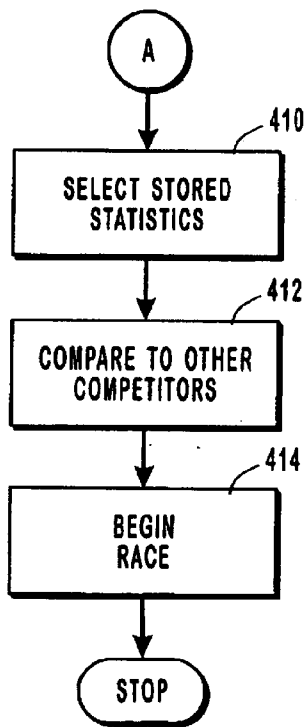 A
410
SELECT STORED
STATISTICS
412
COMPARE TO OTHER
COMPETITORS
414
BEGIN
RACE
STOP